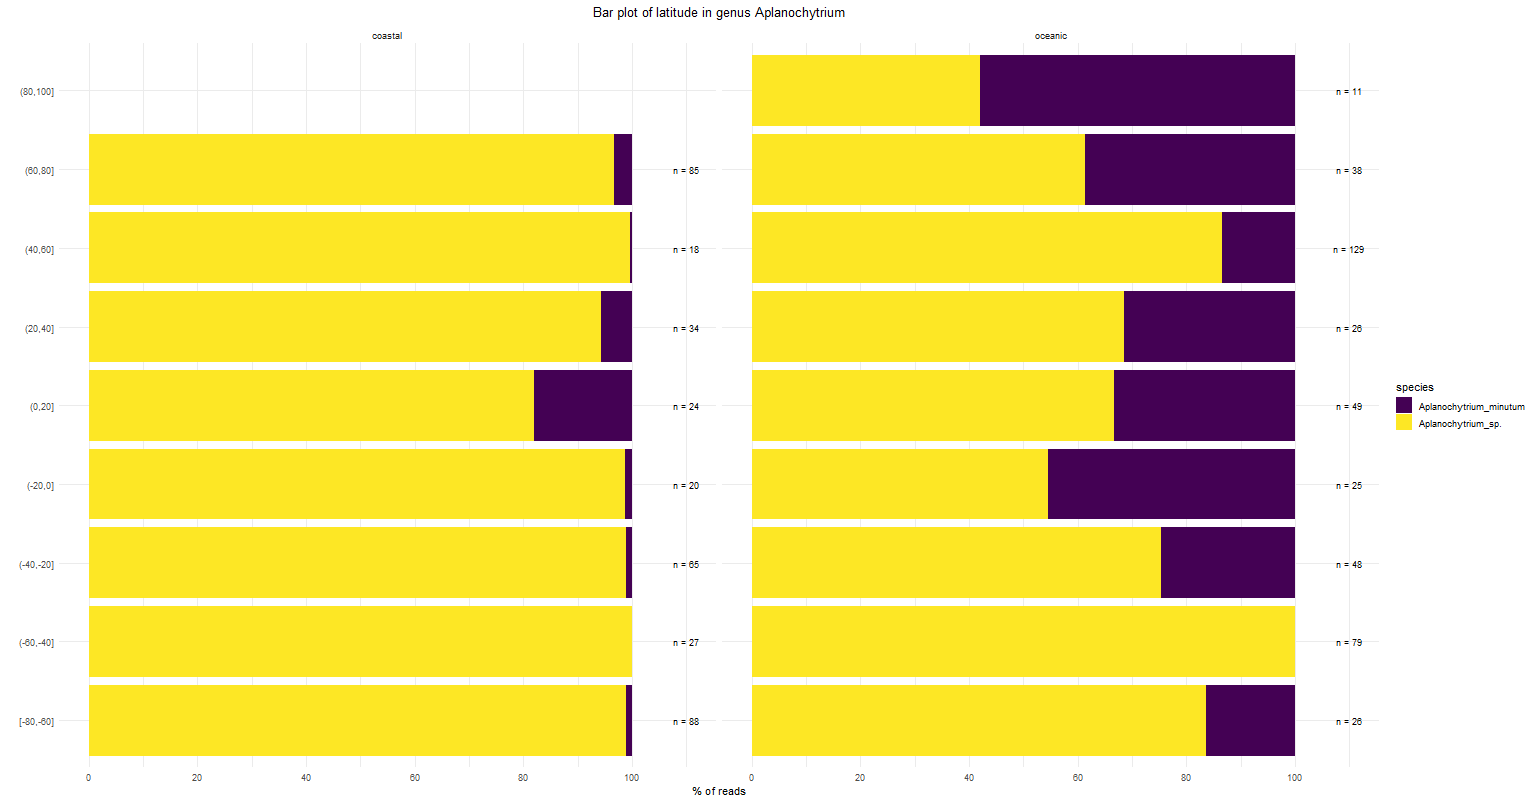 Bar plot of latitude in genus Aplanochytrium
coastal
oceanic
(80,100]
n = 11
(60,80]
n = 85
n = 38
(40,60]
n = 18
n = 129
(20,40]
n = 34
n = 26
(0,20]
n = 24
n = 49
(-20,0]
n = 20
n = 25
(-40,-20]
n = 65
n = 48
(-60,-40]
n = 27
n = 79
[-80,-60]
n = 88
n = 26
0 20 40 60 80 100
0 20 40 60 80 100
% of reads
species
Aplanochytrium_minutum
Aplanochytrium_sp.